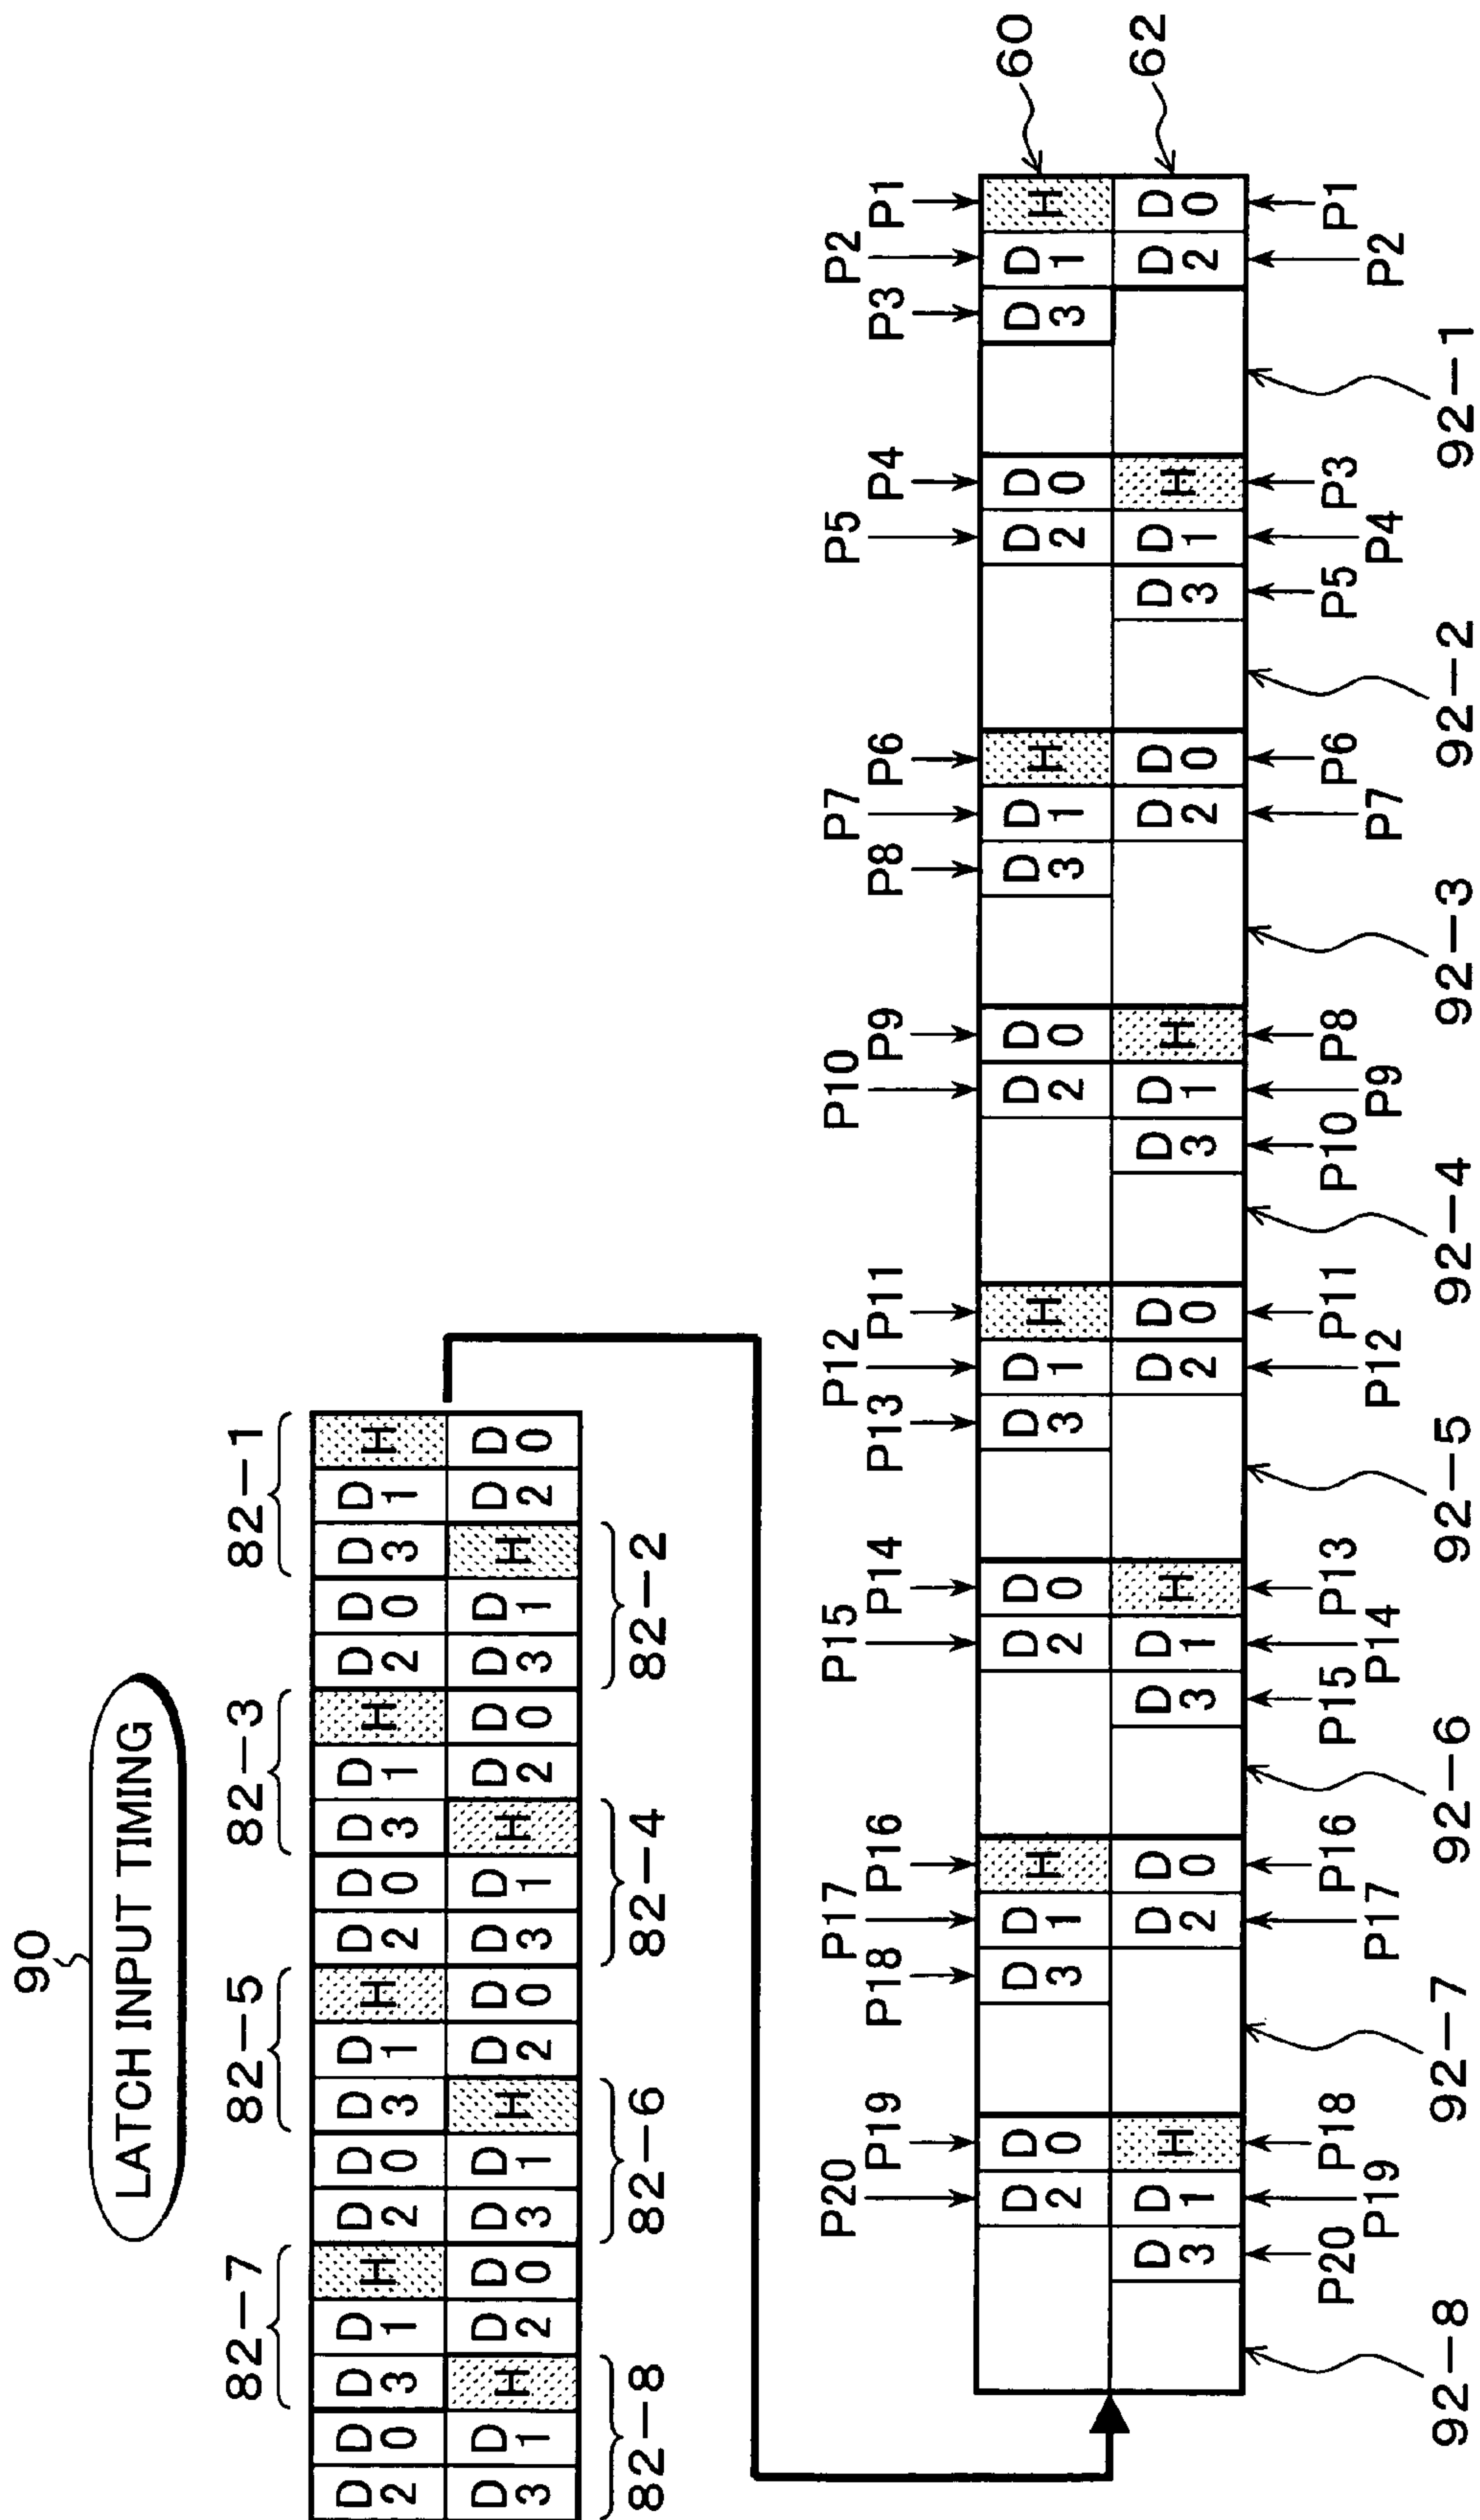 90
LATCH INPUT TIMING
82-7 82-5 82-3 82-1
D2 D0 D3 D1 H D2 D0 D3 D1 H D2 D0 D3 D1 H D2 D0 D3 D1 H
D3 D1 H D2 D0 D3 D1 H D2 D0 D3 D1 H D2 D0 D3 D1 H D2 D0
82-8 82-6 82-4 82-2
P20 P17 P15 P12 P10 P7 P5 P2
P19 P18 P16 P14 P13 P11 P9 P8 P6 P4 P3 P1
60
D2 D0 D3 D1 H D2 D0 D3 D1 H D2 D0 D3 D1 H D2 D0 D3 D1 H
62
D3 D1 H D2 D0 D3 D1 H D2 D0 D3 D1 H D2 D0 D3 D1 H D2 D0
P20 P18 P16 P15 P13 P11 P10 P8 P6 P5 P3 P1
P19 P17 P14 P12 P9 P7 P4 P2
92-8 92-7 92-6 92-5 92-4 92-3 92-2 92-1